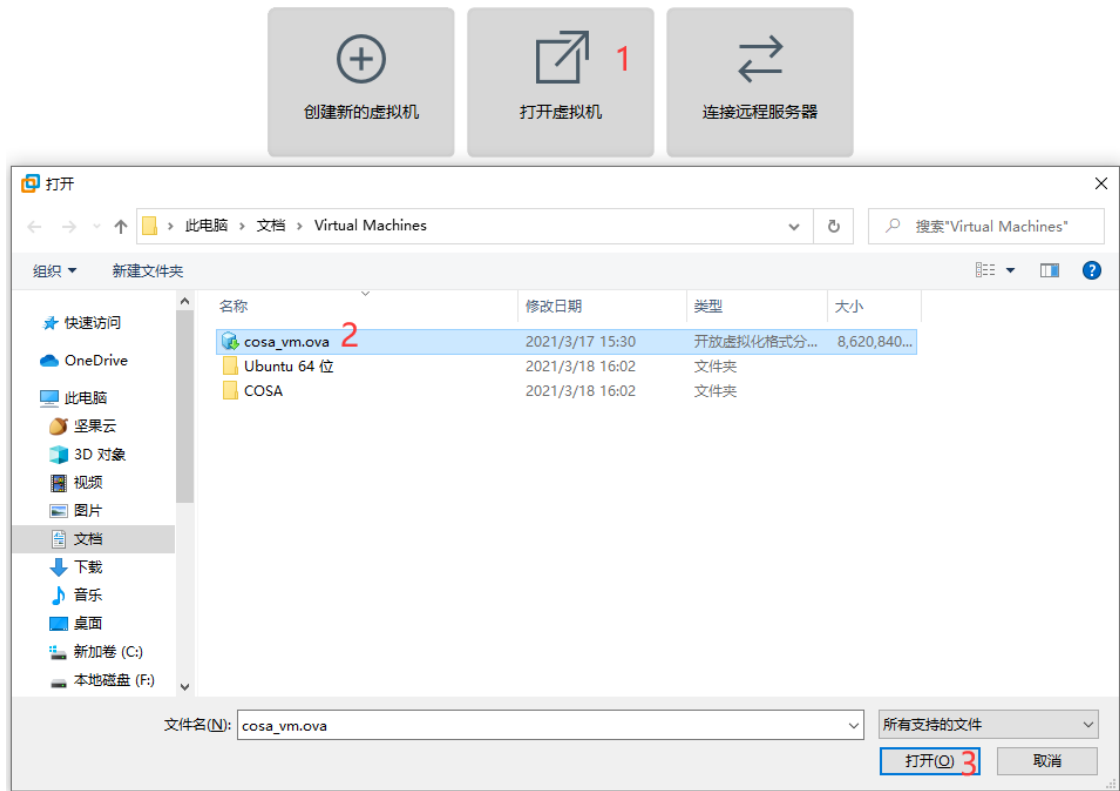 1
创建新的虚拟机 打开虚拟机 连接远程服务器
打开
此电脑 文档 Virtual Machines 搜索"Virtual Machines"
组织 新建文件夹
名称 修改日期 类型 大小
快速访问
OneDrive
此电脑
坚果云
3D 对象
视频
图片
文档
下载
音乐
桌面
新加卷 (C:)
本地磁盘 (F:)
cosa_vm.ova 2 2021/3/17 15:30 开放虚拟化格式分... 8,620,840...
Ubuntu 64 位 2021/3/18 16:02 文件夹
COSA 2021/3/18 16:02 文件夹
文件名(N): cosa_vm.ova 所有支持的文件
打开(O) 3 取消